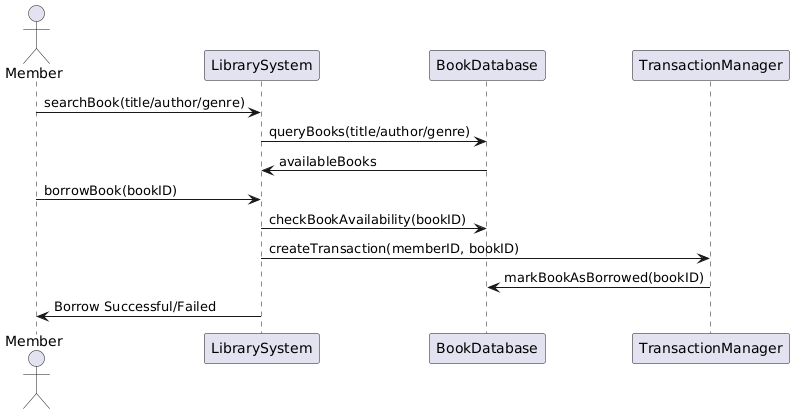 Member
LibrarySystem
BookDatabase
TransactionManager
searchBook(title/author/genre)
queryBooks(title/author/genre)
availableBooks
borrowBook(bookID)
checkBookAvailability(bookID)
createTransaction(memberID, bookID)
markBookAsBorrowed(bookID)
Borrow Successful/Failed
Member
LibrarySystem
BookDatabase
TransactionManager